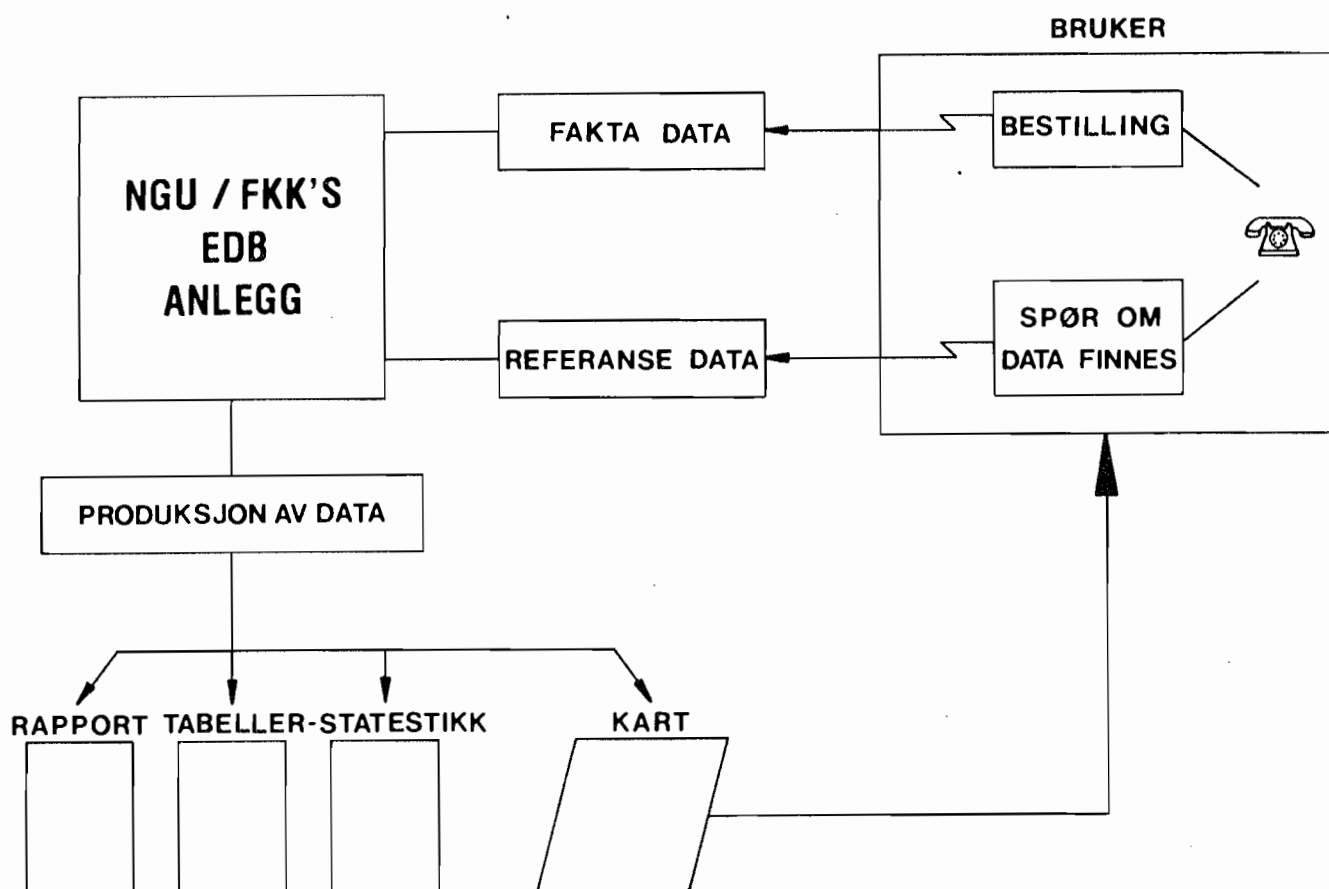 BRUKER
NGU / FKK'S
EDB
ANLEGG
FAKTA DATA
BESTILLING
REFERANSE DATA
SPØR OM
DATA FINNES
PRODUKSJON AV DATA
RAPPORT TABELLER-STATESTIKK KART